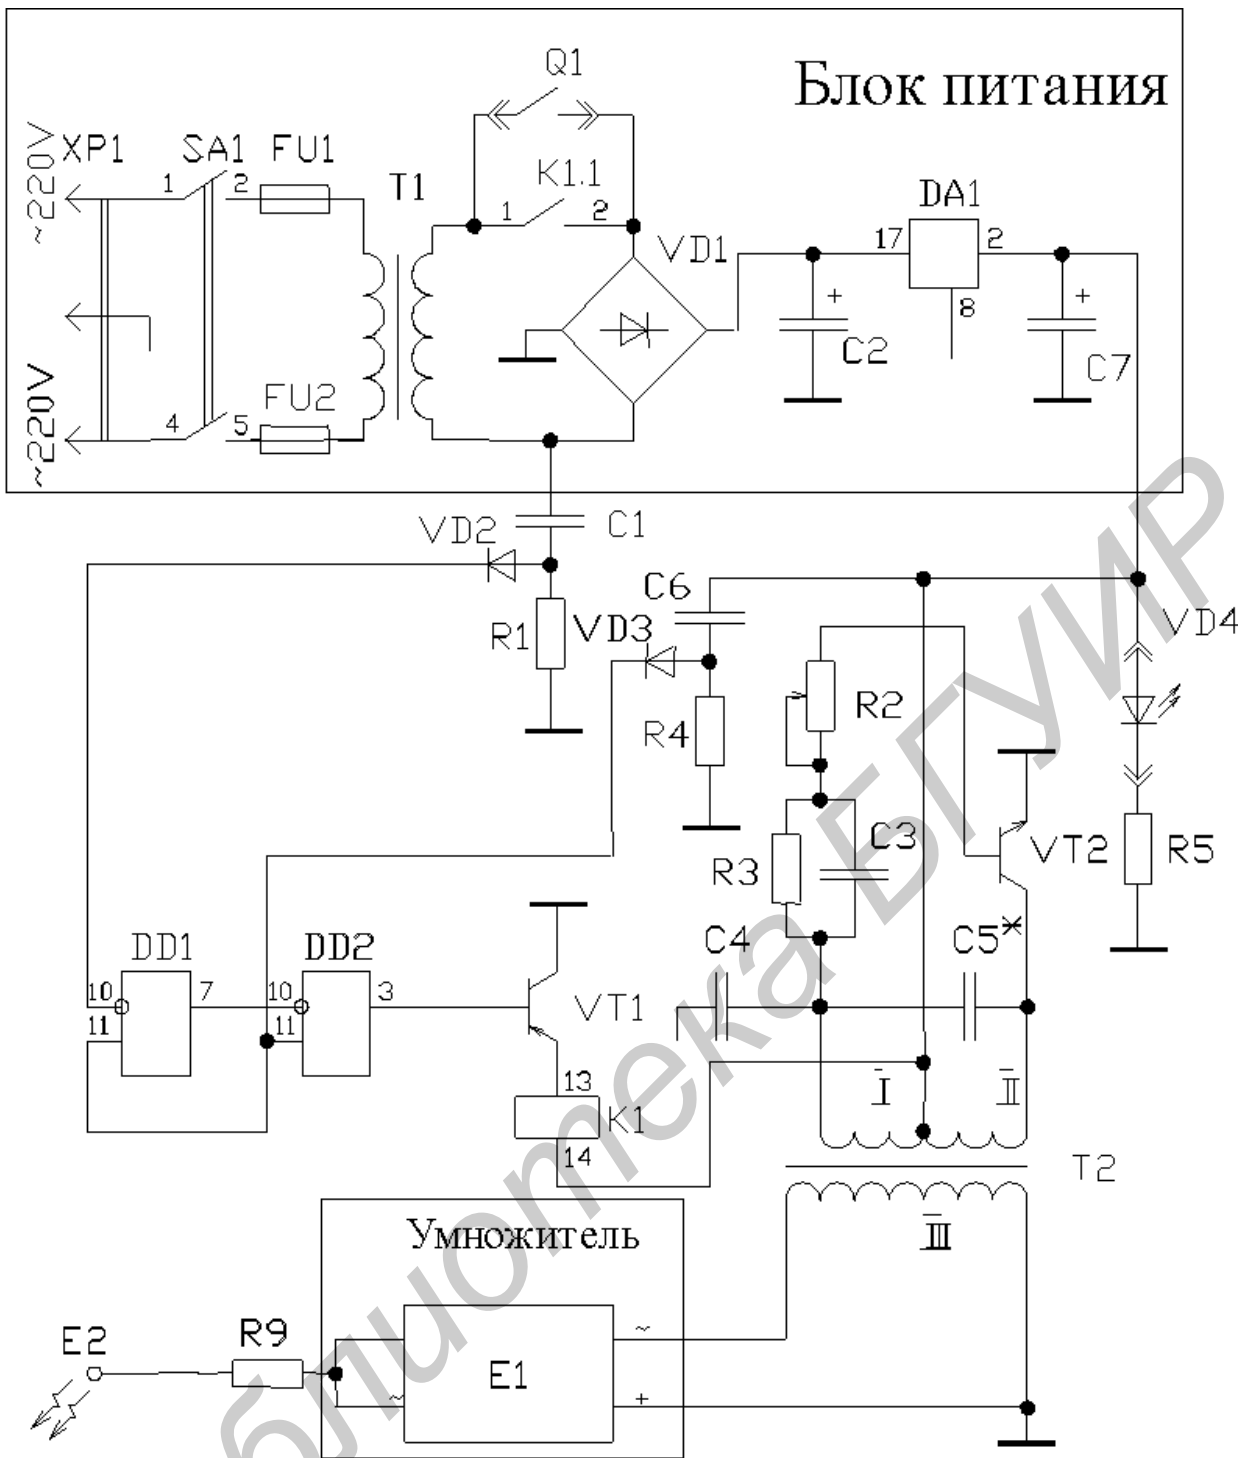 Блок питания
Q1
~220V
XP1
SA1
FU1
T1
K1.1
DA1
1
2
1
2
VD1
17
2
8
+
+
C2
C7
~220V
4
5
FU2
VD2
C1
C6
VD4
R1
VD3
R2
R4
C3
R3
VT2
R5
C4
C5*
DD1
DD2
10
7
10
3
11
11
VT1
13
K1
14
I
II
T2
III
Умножитель
E2
R9
E1
~
~
+
блиотека БГУИР